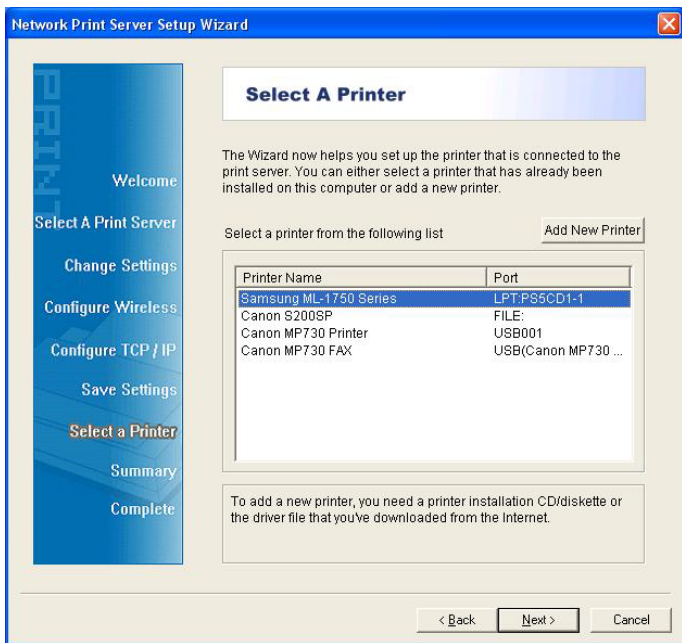 Network Print Server Setup Wizard
PRINT
Welcome
Select A Print Server
Change Settings
Configure Wireless
Configure TCP / IP
Save Settings
Select a Printer
Summary
Complete
Select A Printer
The Wizard now helps you set up the printer that is connected to the
print server. You can either select a printer that has already been
installed on this computer or add a new printer.
Select a printer from the following list
Add New Printer
Printer Name Port
Samsung ML-1750 Series LPT:PS5CD1-1
Canon S200SP FILE:
Canon MP730 Printer USB001
Canon MP730 FAX USB(Canon MP730 ...
To add a new printer, you need a printer installation CD/diskette or
the driver file that you've downloaded from the Internet.
< Back Next > Cancel